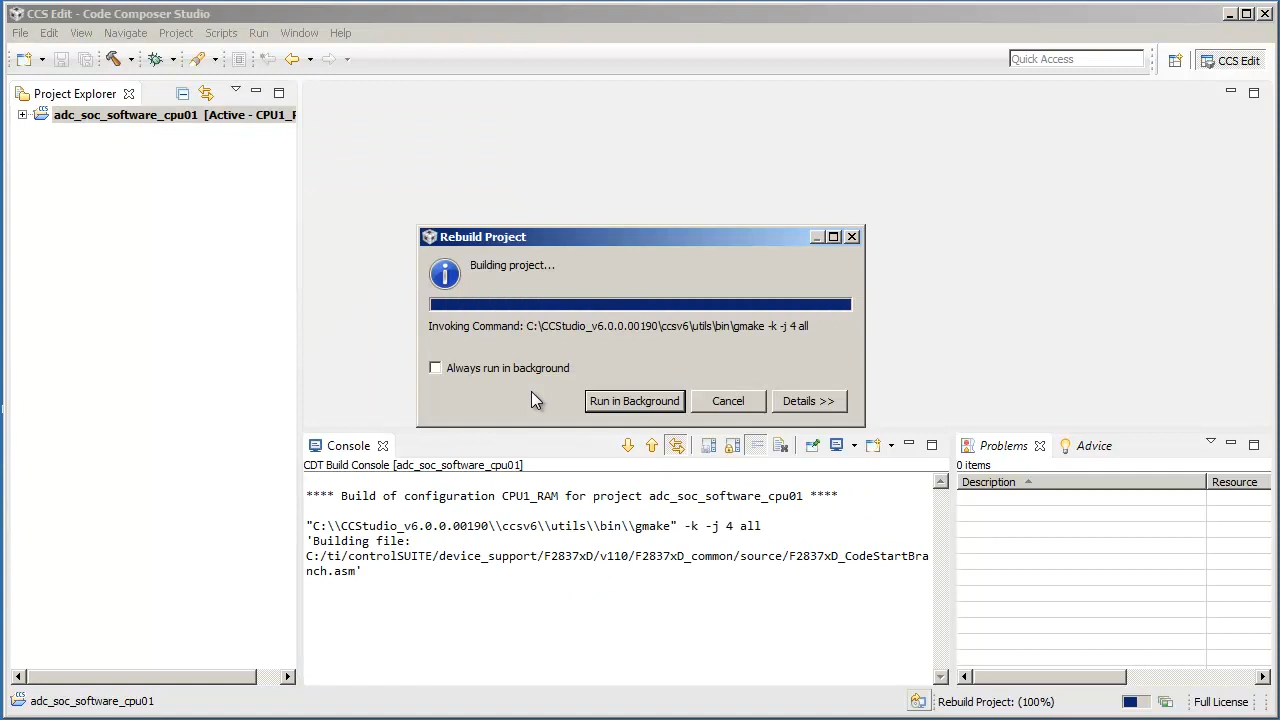 CCS Edit - Code Composer Studio
File Edit View Navigate Project Scripts Run Window Help
Quick Access
CCS Edit
Project Explorer
adc_soc_software_cpu01 [Active - CPU1_R
Rebuild Project
Building project...
Invoking Command: C:\CCStudio_v6.0.0.00190\ccsv6\utils\bin\gmake -k -j 4 all
Always run in background
Run in Background Cancel Details >>
Console
CDT Build Console [adc_soc_software_cpu01]
**** Build of configuration CPU1_RAM for project adc_soc_software_cpu01 ****
"C:\\CCStudio_v6.0.0.00190\\ccsv6\\utils\\bin\\gmake" -k -j 4 all
'Building file:
C:/ti/controlSUITE/device_support/F2837xD/v110/F2837xD_common/source/F2837xD_CodeStartBra
nch.asm'
Problems Advice
0 items
Description Resource
adc_soc_software_cpu01
Rebuild Project: (100%)
Full License